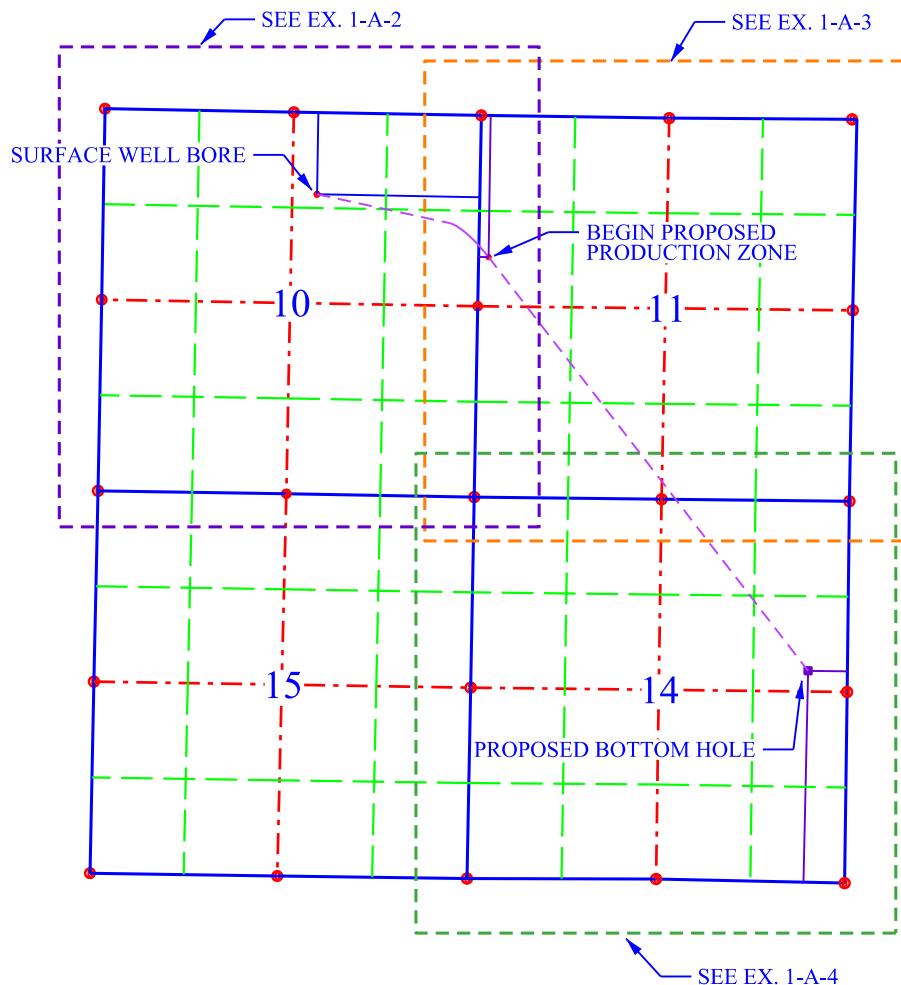 SEE EX. 1-A-2
SEE EX. 1-A-3
SURFACE WELL BORE
BEGIN PROPOSED
PRODUCTION ZONE
10
11
15
14
PROPOSED BOTTOM HOLE
SEE EX. 1-A-4